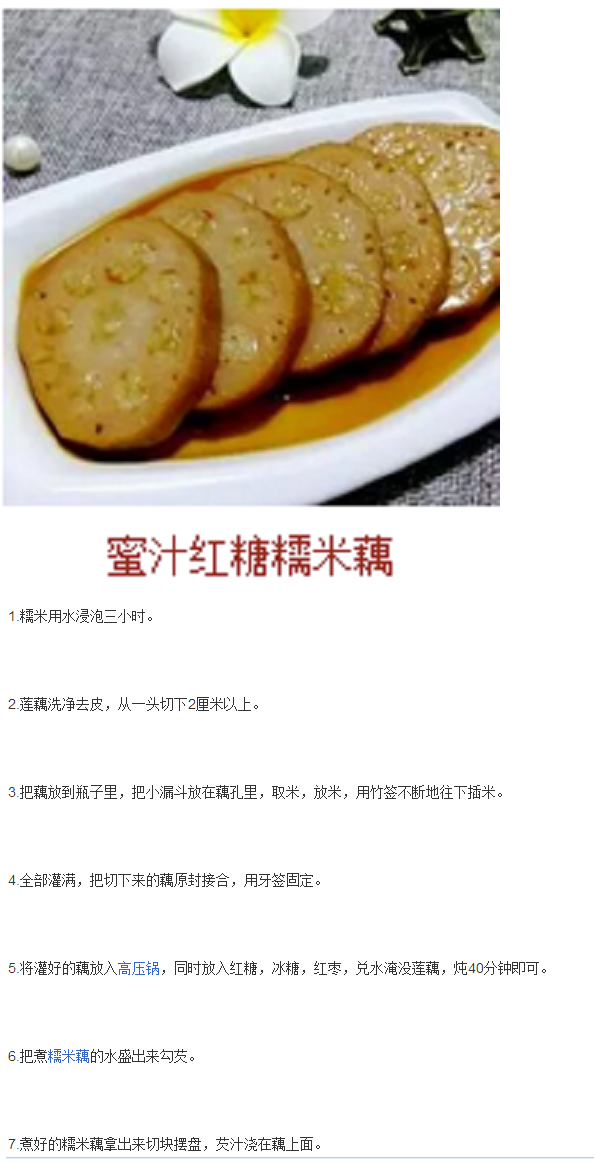 蜜汁红糖糯米藕
1.糯米用水浸泡三小时。
2.莲藕洗净去皮，从一头切下2厘米以上。
3.把藕放到瓶子里，把小漏斗放在藕孔里，取米，放米，用竹签不断地往下插米。
4.全部灌满，把切下来的藕原封接合，用牙签固定。
5.将灌好的藕放入高压锅，同时放入红糖，冰糖，红枣，兑水淹没莲藕，炖40分钟即可。
6.把煮糯米藕的水盛出来勾芡。
7.煮好的糯米藕拿出来切块摆盘，芡汁浇在藕上面。